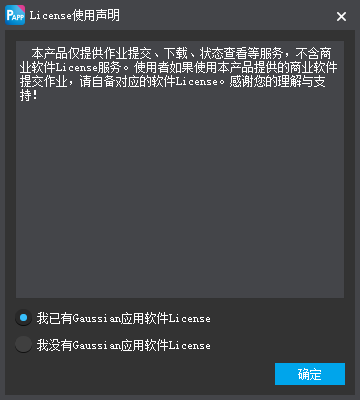 PAPP License使用声明
本产品仅提供作业提交、下载、状态查看等服务，不含商
业软件License服务。使用者如果使用本产品提供的商业软件
提交作业，请自备对应的软件License。感谢您的理解与支
持！
我已有Gaussian应用软件License
我没有Gaussian应用软件License
确定